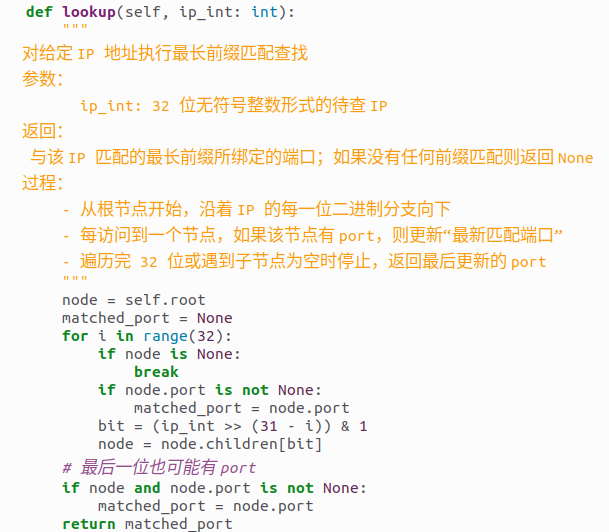 def lookup(self, ip_int: int):
    """
对给定 IP 地址执行最长前缀匹配查找
参数：
        ip_int: 32 位无符号整数形式的待查 IP
返回：
 与该 IP 匹配的最长前缀所绑定的端口；如果没有任何前缀匹配则返回 None
过程：
    - 从根节点开始，沿着 IP 的每一位二进制分支向下
    - 每访问到一个节点，如果该节点有 port，则更新“最新匹配端口”
    - 遍历完 32 位或遇到子节点为空时停止，返回最后更新的 port
    """
    node = self.root
    matched_port = None
    for i in range(32):
        if node is None:
            break
        if node.port is not None:
            matched_port = node.port
        bit = (ip_int >> (31 - i)) & 1
        node = node.children[bit]
    # 最后一位也可能有 port
    if node and node.port is not None:
        matched_port = node.port
    return matched_port